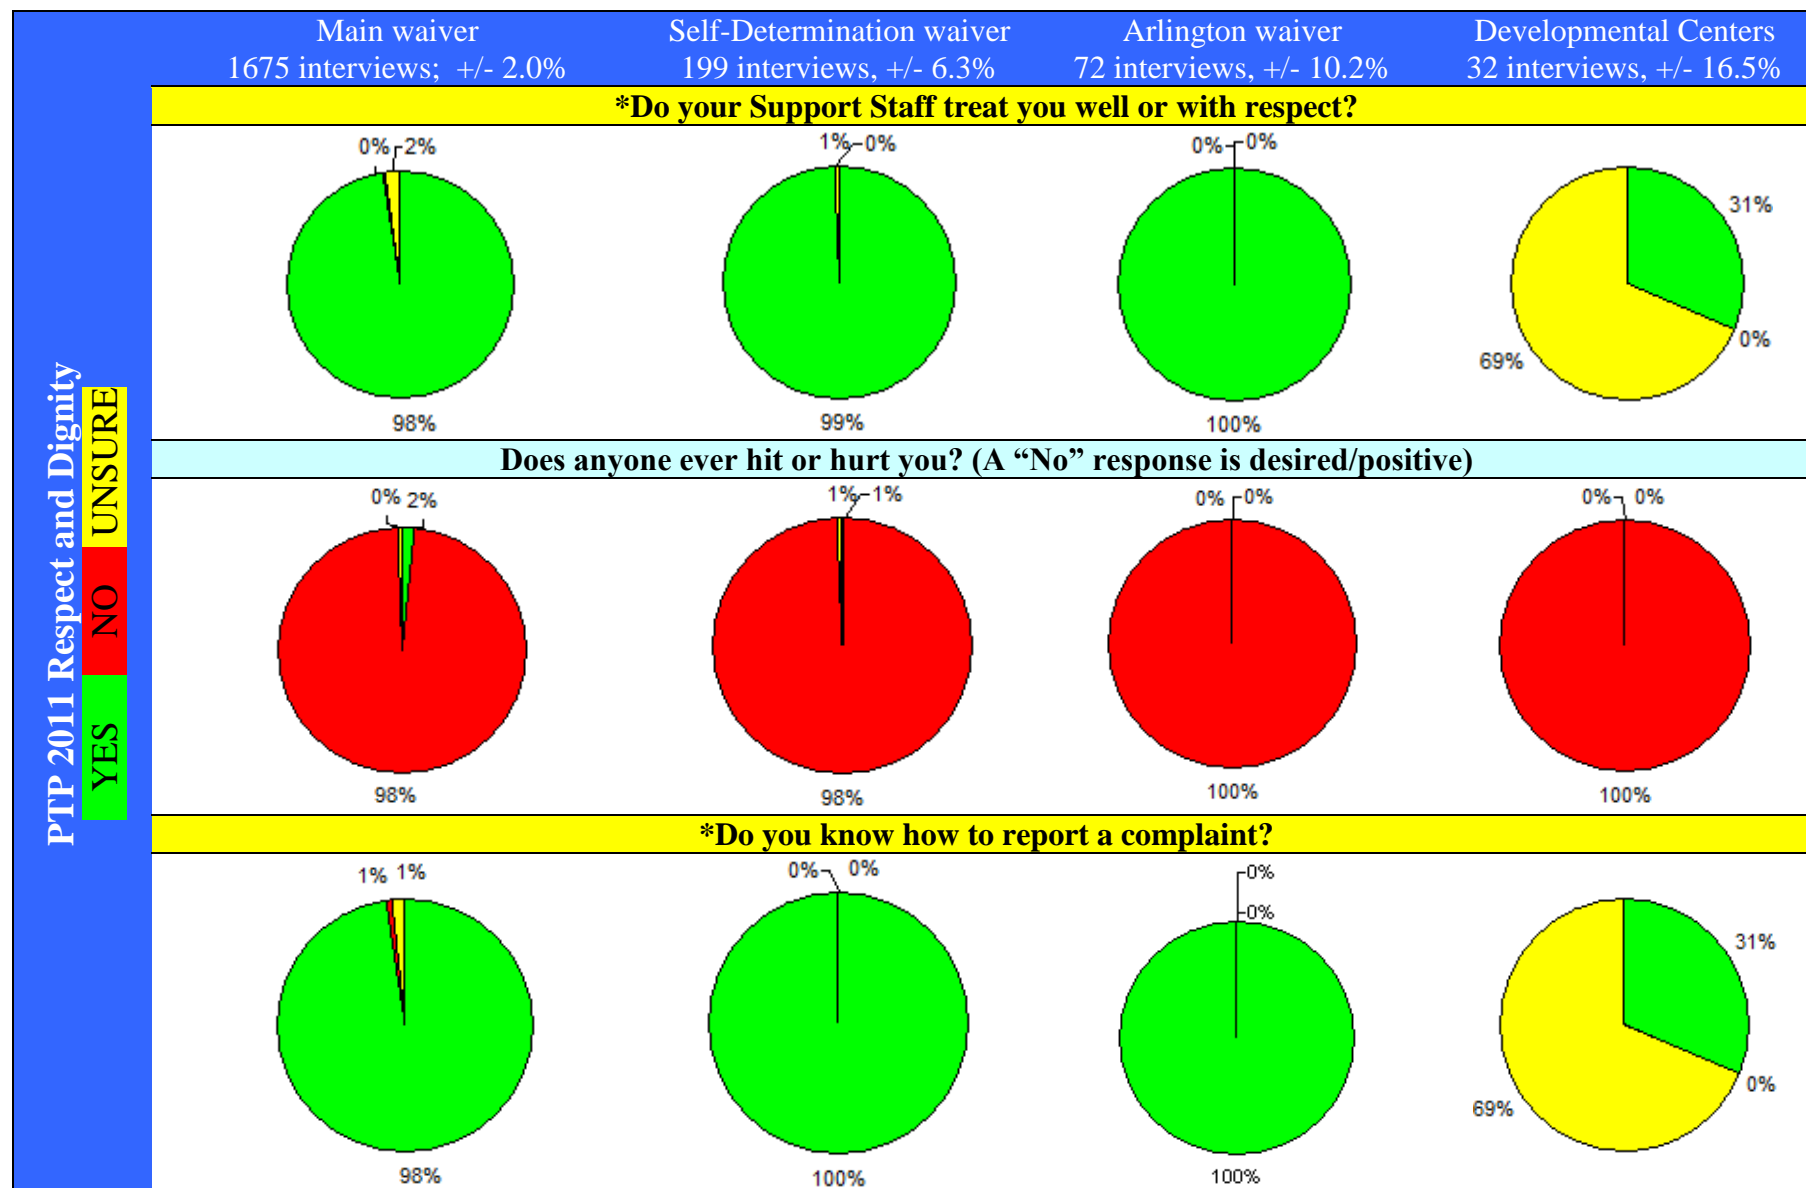 Main waiver
1675 interviews;  +/- 2.0%
Self-Determination waiver
199 interviews, +/- 6.3%
Arlington waiver
72 interviews, +/- 10.2%
Developmental Centers
32 interviews, +/- 16.5%
PTP 2011 Respect and Dignity
YES NO UNSURE
*Do your Support Staff treat you well or with respect?
0% 2%
98%
1% 0%
99%
0% 0%
100%
31%
0%
69%
Does anyone ever hit or hurt you? (A “No” response is desired/positive)
0% 2%
98%
1% 1%
98%
0% 0%
100%
0% 0%
100%
*Do you know how to report a complaint?
1% 1%
98%
0% 0%
100%
0%
0%
100%
31%
0%
69%